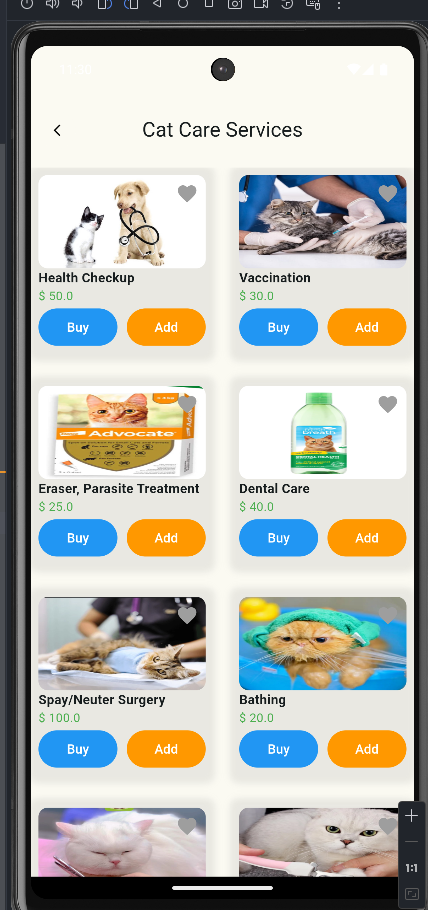 Cat Care Services
Health Checkup
$ 50.0
Buy
Add
Vaccination
$ 30.0
Buy
Add
Advocate
Eraser, Parasite Treatment
$ 25.0
Buy
Add
breath
Dental Care
$ 40.0
Buy
Add
Spay/Neuter Surgery
$ 100.0
Buy
Add
Bathing
$ 20.0
Buy
Add
1:1